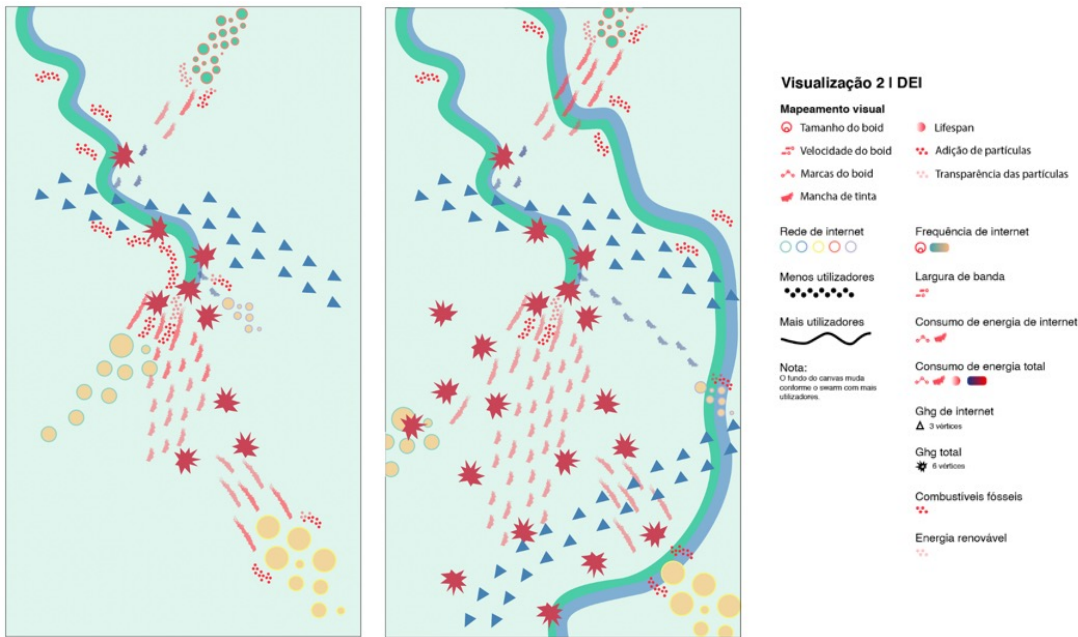 Visualização 2 | DEI
Mapeamento visual
Tamanho do boid
Velocidade do boid
Marcas do boid
Mancha de tinta
Lifespan
Adição de partículas
Transparência das partículas
Rede de internet
Menos utilizadores
Mais utilizadores
Nota:
O fundo do canvas muda
conforme o swarm com mais
utilizadores.
Frequência de internet
Largura de banda
Consumo de energia de internet
Consumo de energia total
Ghg de internet
3 vértices
Ghg total
6 vértices
Combustíveis fósseis
Energia renovável